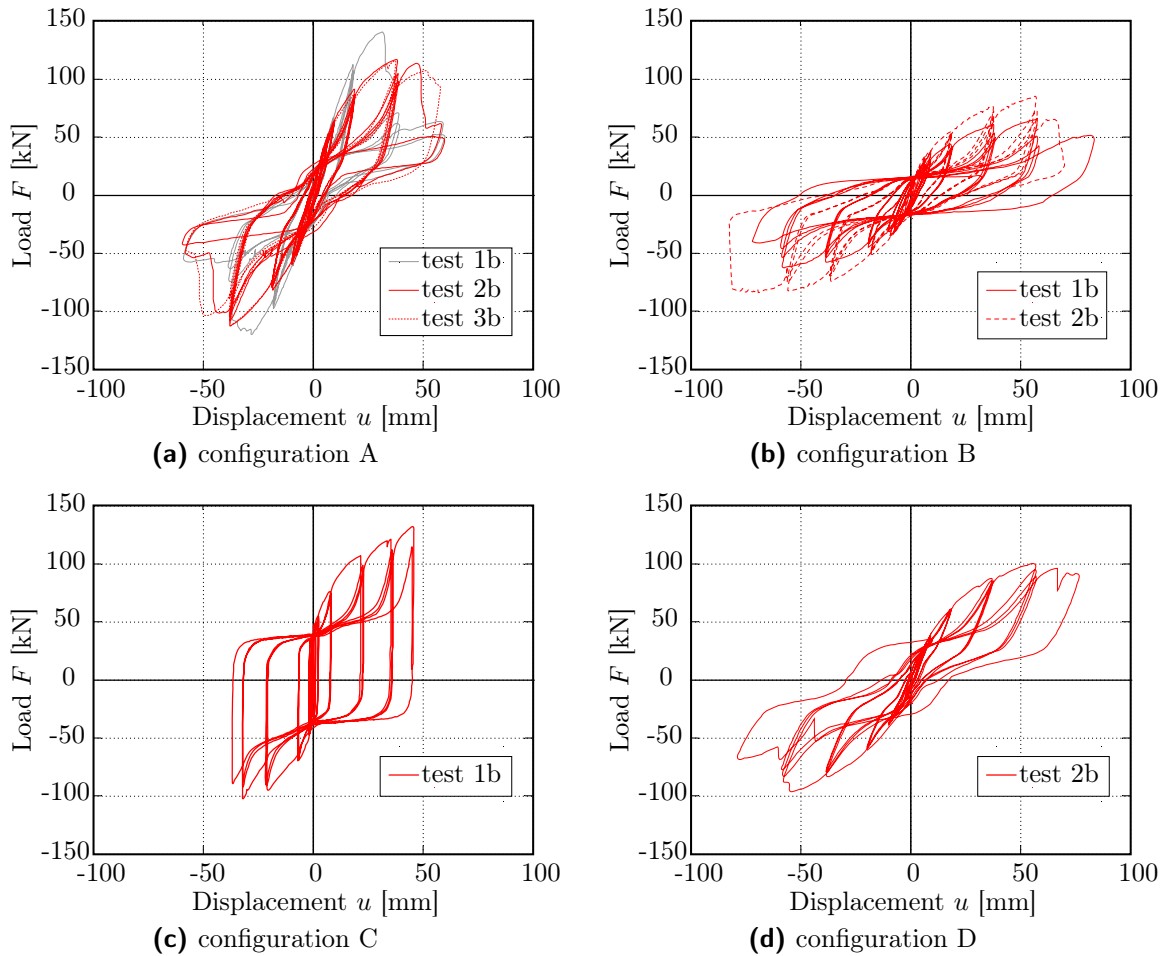 150
100
50
0
-50
-100
-150
-100
-50
0
50
100
Load F [kN]
Displacement u [mm]
test 1b
test 2b
test 3b
(a) configuration A
150
100
50
0
-50
-100
-150
-100
-50
0
50
100
Load F [kN]
Displacement u [mm]
test 1b
test 2b
(b) configuration B
150
100
50
0
-50
-100
-150
-100
-50
0
50
100
Load F [kN]
Displacement u [mm]
test 1b
(c) configuration C
150
100
50
0
-50
-100
-150
-100
-50
0
50
100
Load F [kN]
Displacement u [mm]
test 2b
(d) configuration D